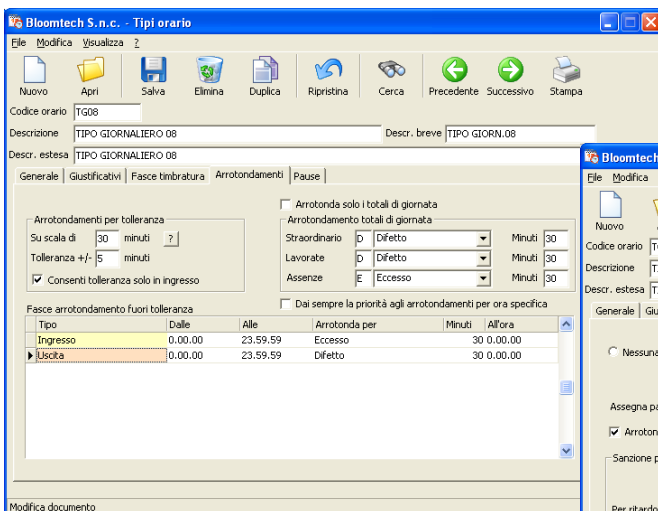 Bloomtech S.n.c. - Tipi orario
File Modifica Visualizza ?
Nuovo Apri Salva Elimina Duplica Ripristina Cerca Precedente Successivo Stampa
Codice orario TG08
Descrizione TIPO GIORNALIERO 08 Descr. breve TIPO GIORN.08
Descr. estesa TIPO GIORNALIERO 08
Generale Giustificativi Fasce timbratura Arrotondamenti Pause
Arrotonda solo i totali di giornata
Arrotondamenti per tolleranza Arrotondamento totali di giornata
Su scala di 30 minuti ? Straordinario D Difetto Minuti 30
Tolleranza +/- 5 minuti Lavorate D Difetto Minuti 30
Consenti tolleranza solo in ingresso Assenze E Eccesso Minuti 30
Dai sempre la priorità agli arrotondamenti per ora specifica
Fasce arrotondamento fuori tolleranza
Tipo Dalle Alle Arrotonda per Minuti All'ora
Ingresso 0.00.00 23.59.59 Eccesso 30 0.00.00
Uscita 0.00.00 23.59.59 Difetto 30 0.00.00
Modifica documento
Bloomtech
File Modifica
Nuovo
Codice orario
Descrizione
Descr. estesa
Generale Giu
Nessuna
Assegna pa
Arroton
Sanzione p
Per ritardo